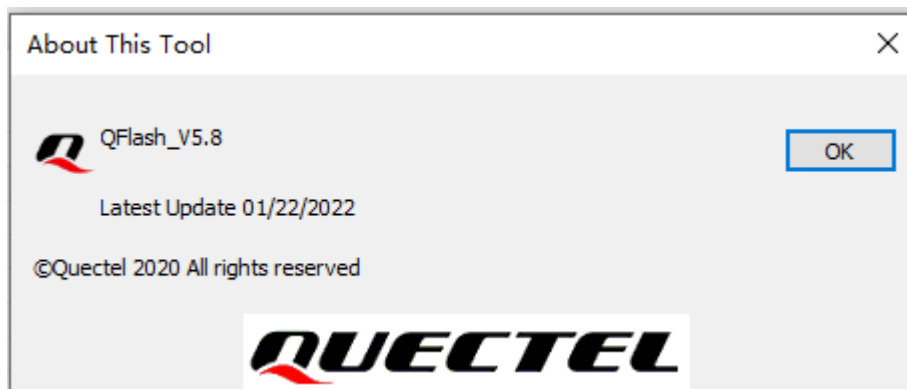 About This Tool
QFlash_V5.8
OK
Latest Update 01/22/2022
©Quectel 2020 All rights reserved
QUECTEL